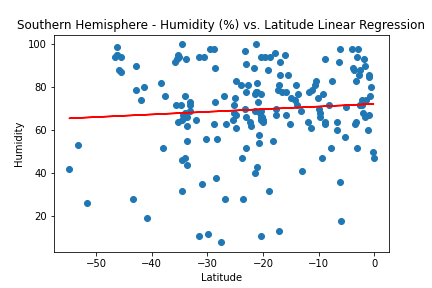 Southern Hemisphere - Humidity (%) vs. Latitude Linear Regression
100
80
60
40
20
Humidity
−50 −40 −30 −20 −10 0
Latitude